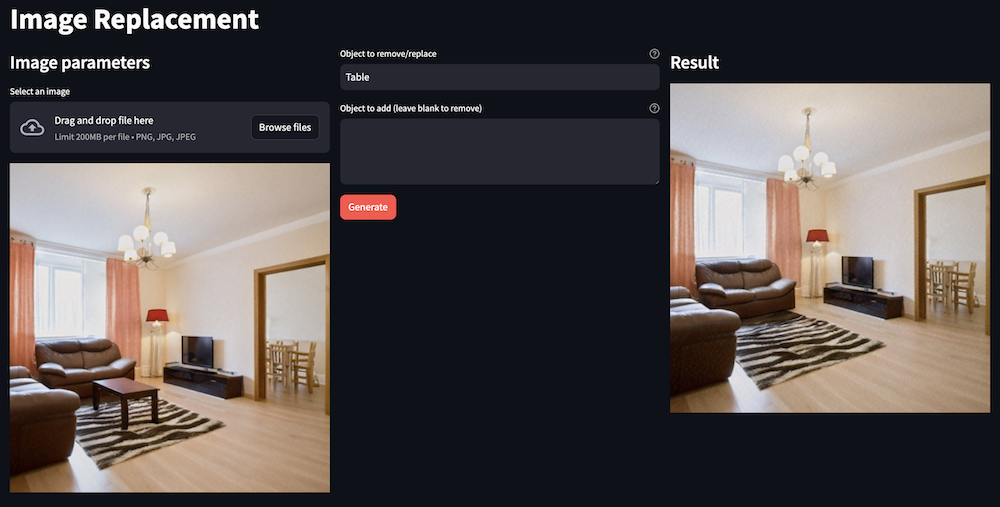 Image Replacement
Image parameters
Select an image
Drag and drop file here
Limit 200MB per file • PNG, JPG, JPEG
Browse files
Object to remove/replace
Table
Object to add (leave blank to remove)
Generate
Result